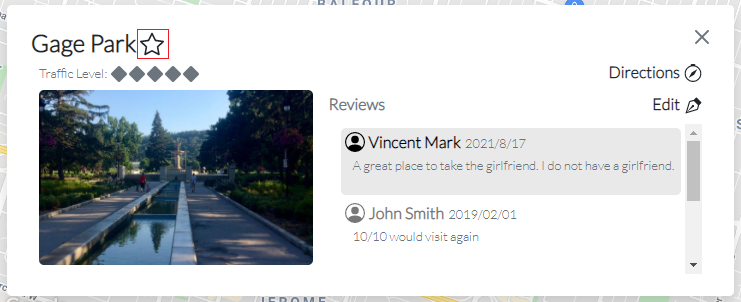 BALFOUR
Gage Park
Traffic Level:
Directions
Reviews
Edit
Vincent Mark 2021/8/17
A great place to take the girlfriend. I do not have a girlfriend.
John Smith 2019/02/01
10/10 would visit again
JEROME